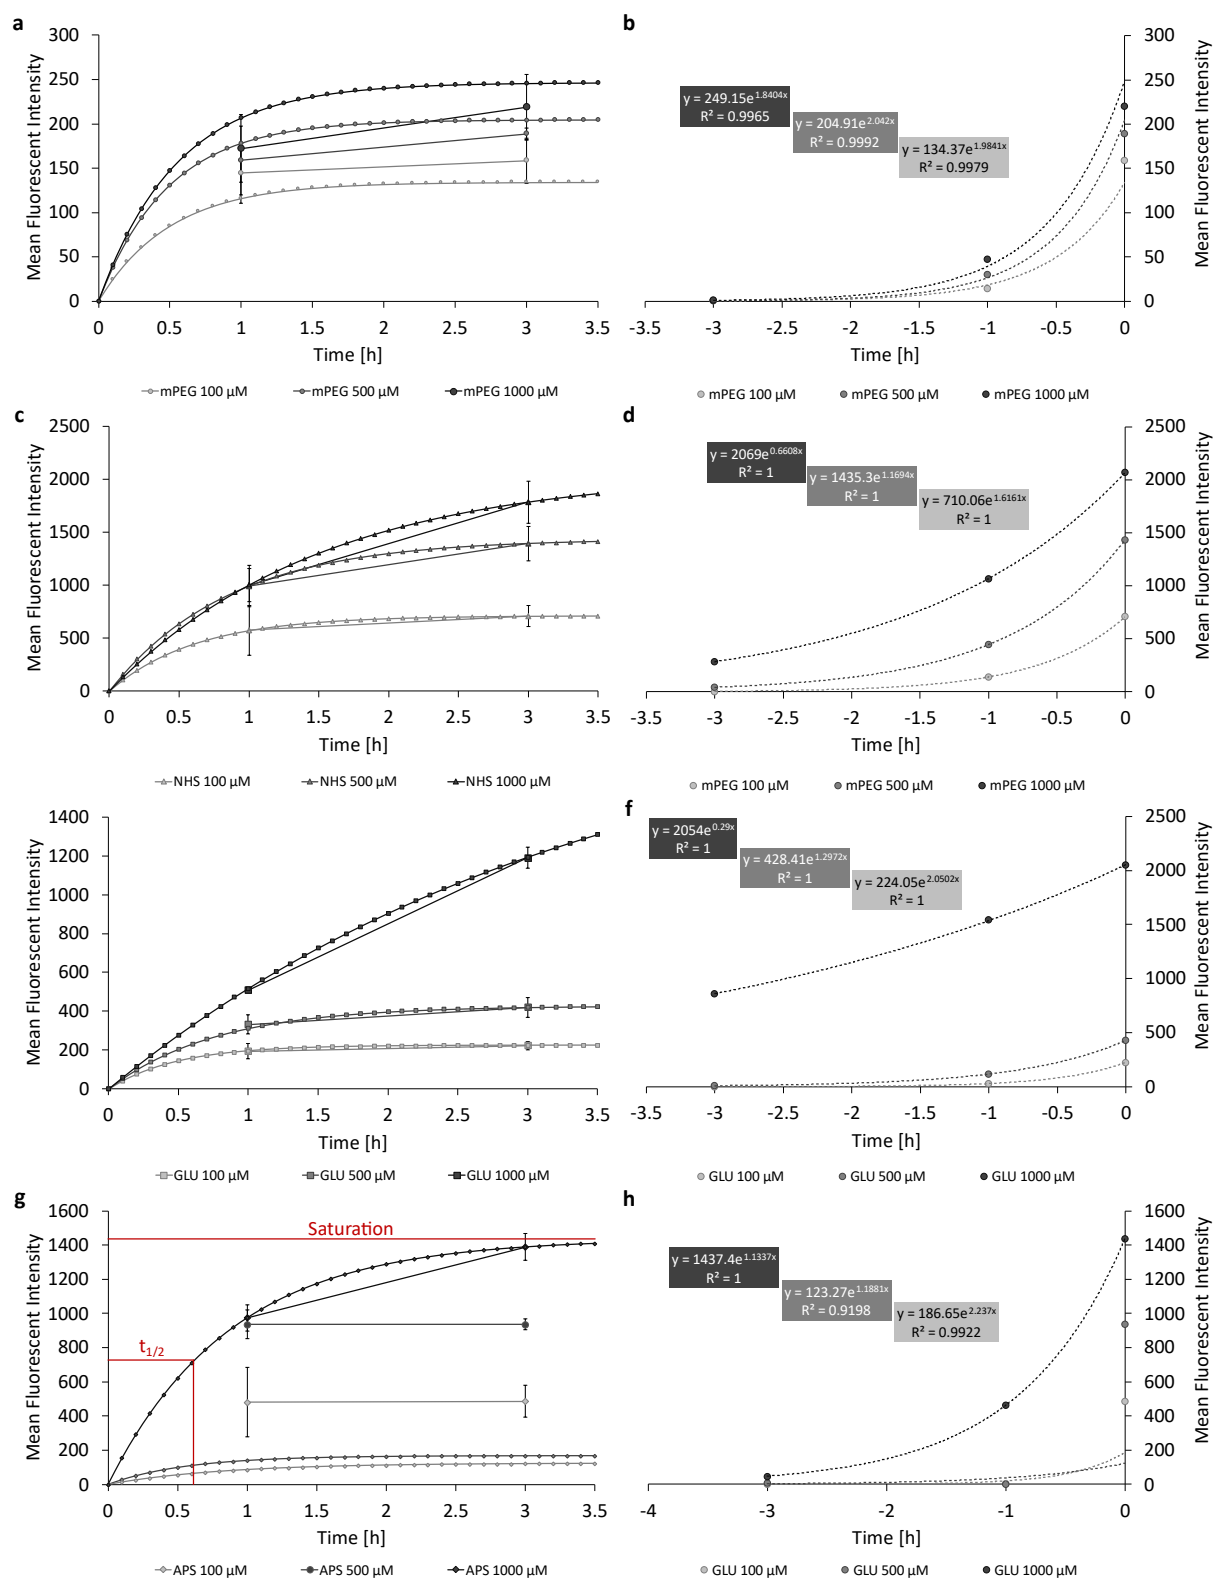 a
300
250
200
150
100
50
0
Mean Fluorescent Intensity
0 0.5 1 1.5 2 2.5 3 3.5
Time [h]
mPEG 100 µM mPEG 500 µM mPEG 1000 µM
b
y = 249.15e^1.8404x
R² = 0.9965
y = 204.91e^2.042x
R² = 0.9992
y = 134.37e^1.9841x
R² = 0.9979
300
250
200
150
100
50
0
Mean Fluorescent Intensity
-3.5 -3 -2.5 -2 -1.5 -1 -0.5 0
Time [h]
mPEG 100 µM mPEG 500 µM mPEG 1000 µM
c
2500
2000
1500
1000
500
0
Mean Fluorescent Intensity
0 0.5 1 1.5 2 2.5 3 3.5
Time [h]
NHS 100 µM NHS 500 µM NHS 1000 µM
d
y = 2069e^0.6608x
R² = 1
y = 1435.3e^1.1694x
R² = 1
y = 710.06e^1.6161x
R² = 1
2500
2000
1500
1000
500
0
Mean Fluorescent Intensity
-3.5 -3 -2.5 -2 -1.5 -1 -0.5 0
Time [h]
mPEG 100 µM mPEG 500 µM mPEG 1000 µM
1400
1200
1000
800
600
400
200
0
Mean Fluorescent Intensity
0 0.5 1 1.5 2 2.5 3 3.5
Time [h]
GLU 100 µM GLU 500 µM GLU 1000 µM
f
y = 2054e^0.29x
R² = 1
y = 428.41e^1.2972x
R² = 1
y = 224.05e^2.0502x
R² = 1
2500
2000
1500
1000
500
0
Mean Fluorescent Intensity
-3.5 -3 -2.5 -2 -1.5 -1 -0.5 0
Time [h]
GLU 100 µM GLU 500 µM GLU 1000 µM
g
1600
1400
1200
1000
800
600
400
200
0
Mean Fluorescent Intensity
Saturation
t1/2
0 0.5 1 1.5 2 2.5 3 3.5
Time [h]
APS 100 µM APS 500 µM APS 1000 µM
h
y = 1437.4e^1.1337x
R² = 1
y = 123.27e^1.1881x
R² = 0.9198
y = 186.65e^2.237x
R² = 0.9922
1600
1400
1200
1000
800
600
400
200
0
Mean Fluorescent Intensity
-4 -3 -2 -1 0
Time [h]
GLU 100 µM GLU 500 µM GLU 1000 µM